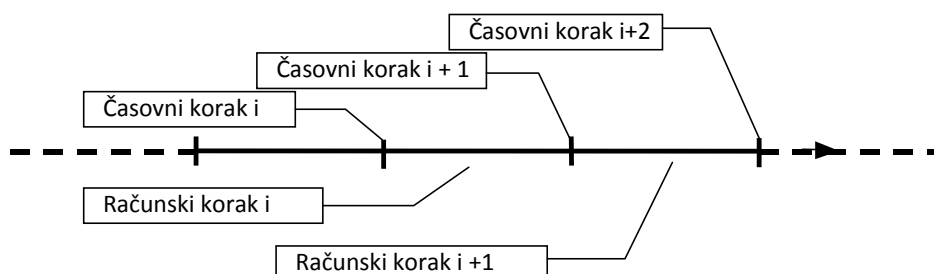 Časovni korak i+2
Časovni korak i + 1
Časovni korak i
Računski korak i
Računski korak i +1